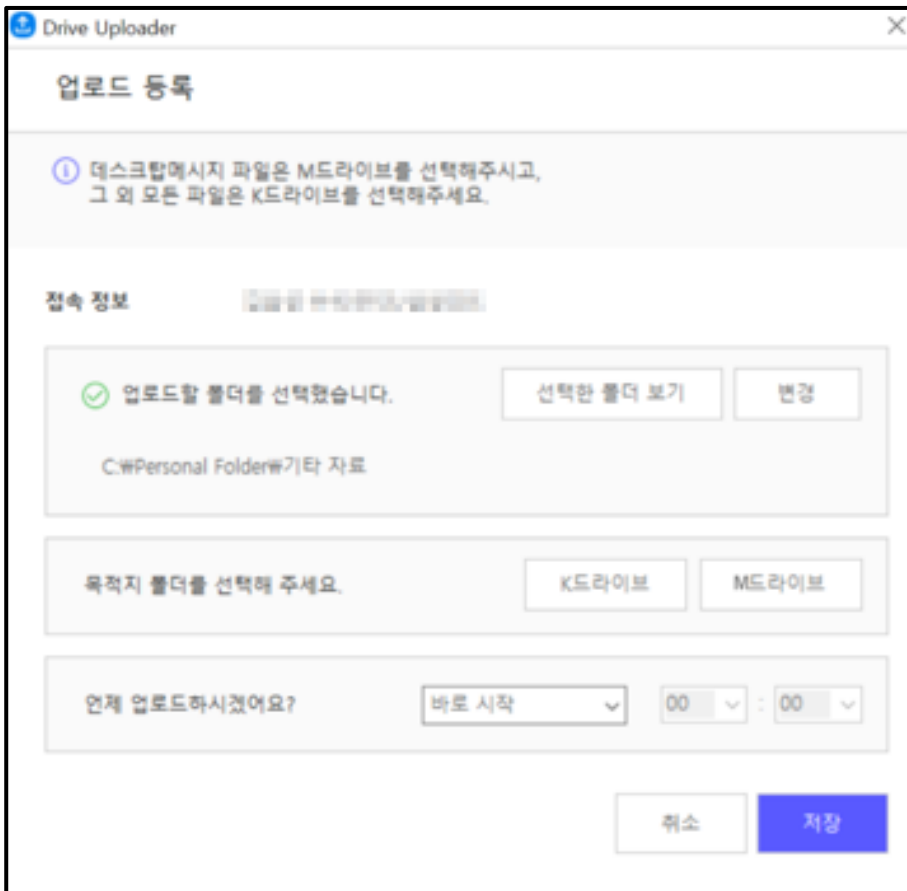 Drive Uploader
업로드 등록
데스크탑메시지 파일은 M드라이브를 선택해주시고,
그 외 모든 파일은 K드라이브를 선택해주세요.
접속 정보
업로드할 폴더를 선택했습니다. 선택한 폴더 보기 변경
C:₩Personal Folder₩기타 자료
목적지 폴더를 선택해 주세요. K드라이브 M드라이브
언제 업로드하시겠어요? 바로 시작 00 : 00
취소 저장